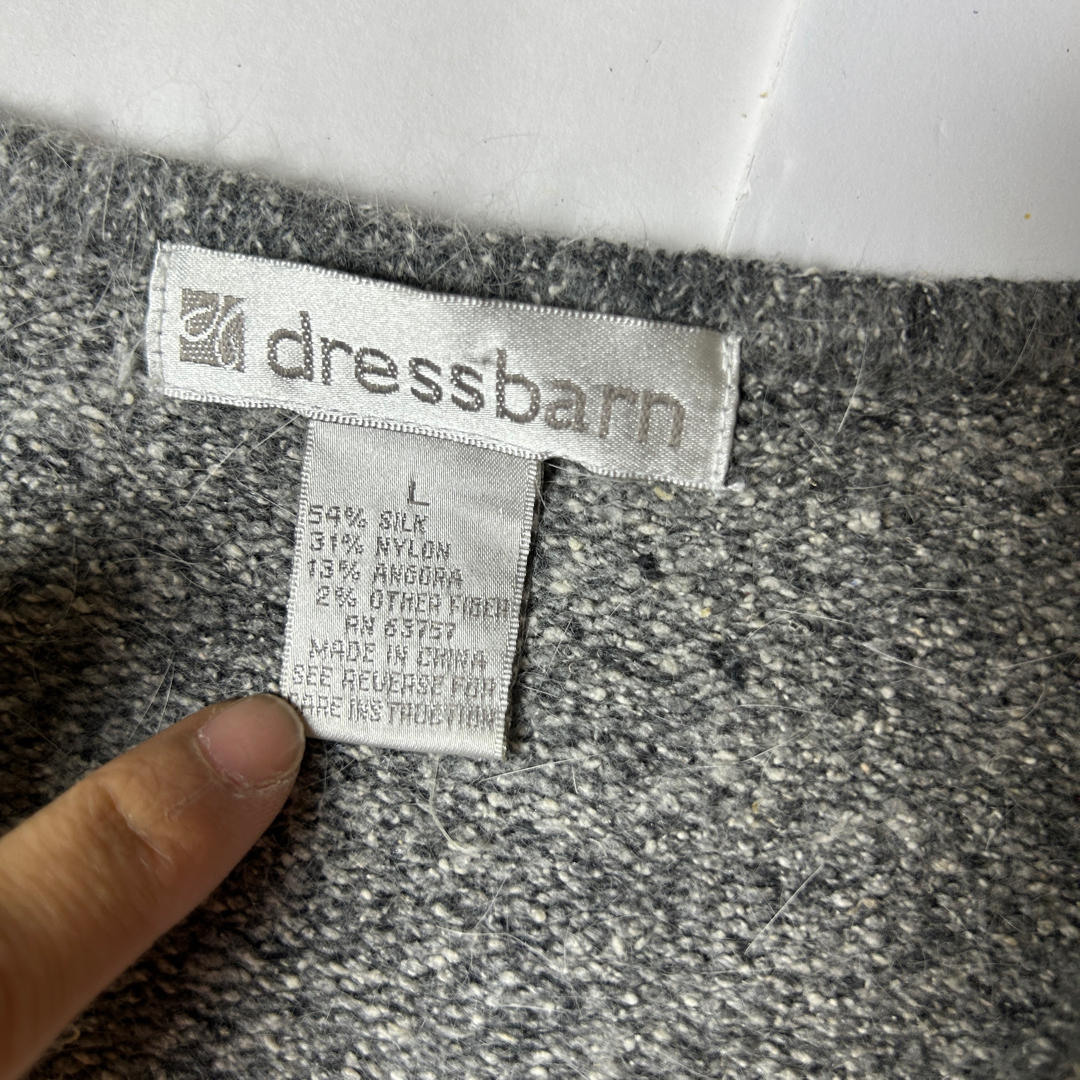 dressbarn
L
54% SILK
31% NYLON
13% ANGORA
2% OTHER FIBER
RN 63757
MADE IN CHINA
SEE REVERSE FOR
CARE INSTRUCTIONS